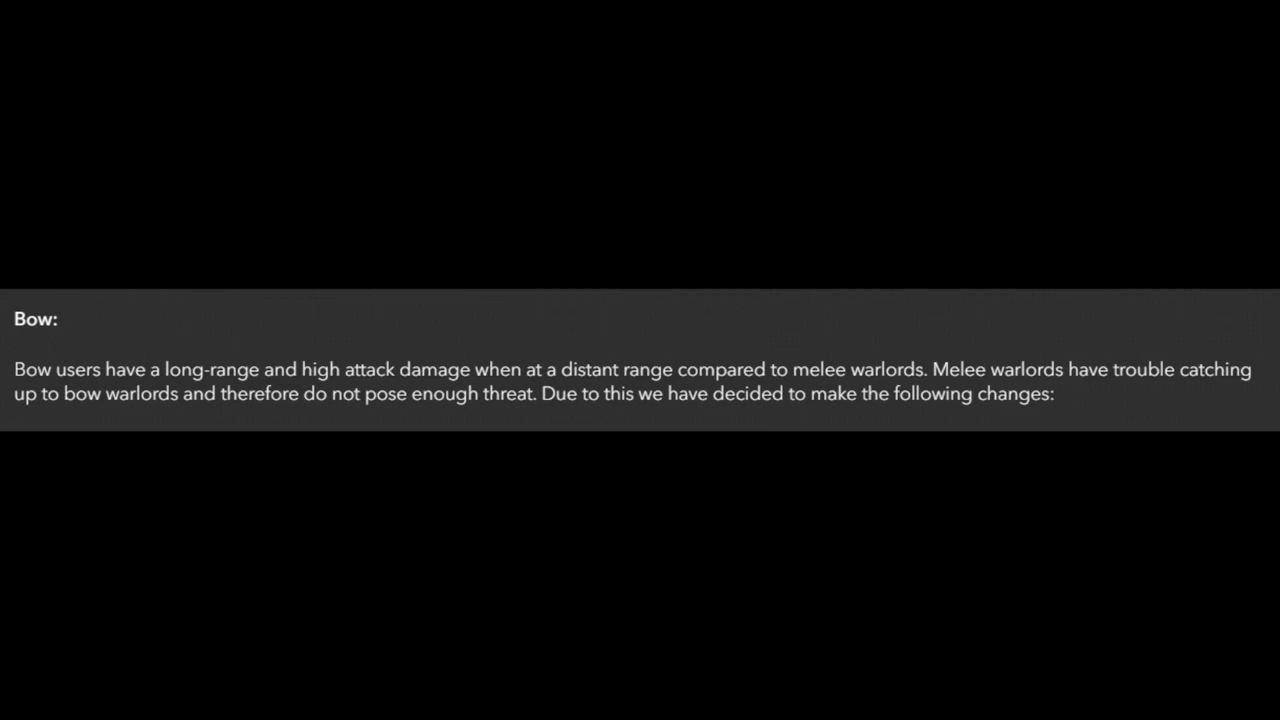 Bow:
Bow users have a long-range and high attack damage when at a distant range compared to melee warlords. Melee warlords have trouble catching
up to bow warlords and therefore do not pose enough threat. Due to this we have decided to make the following changes: